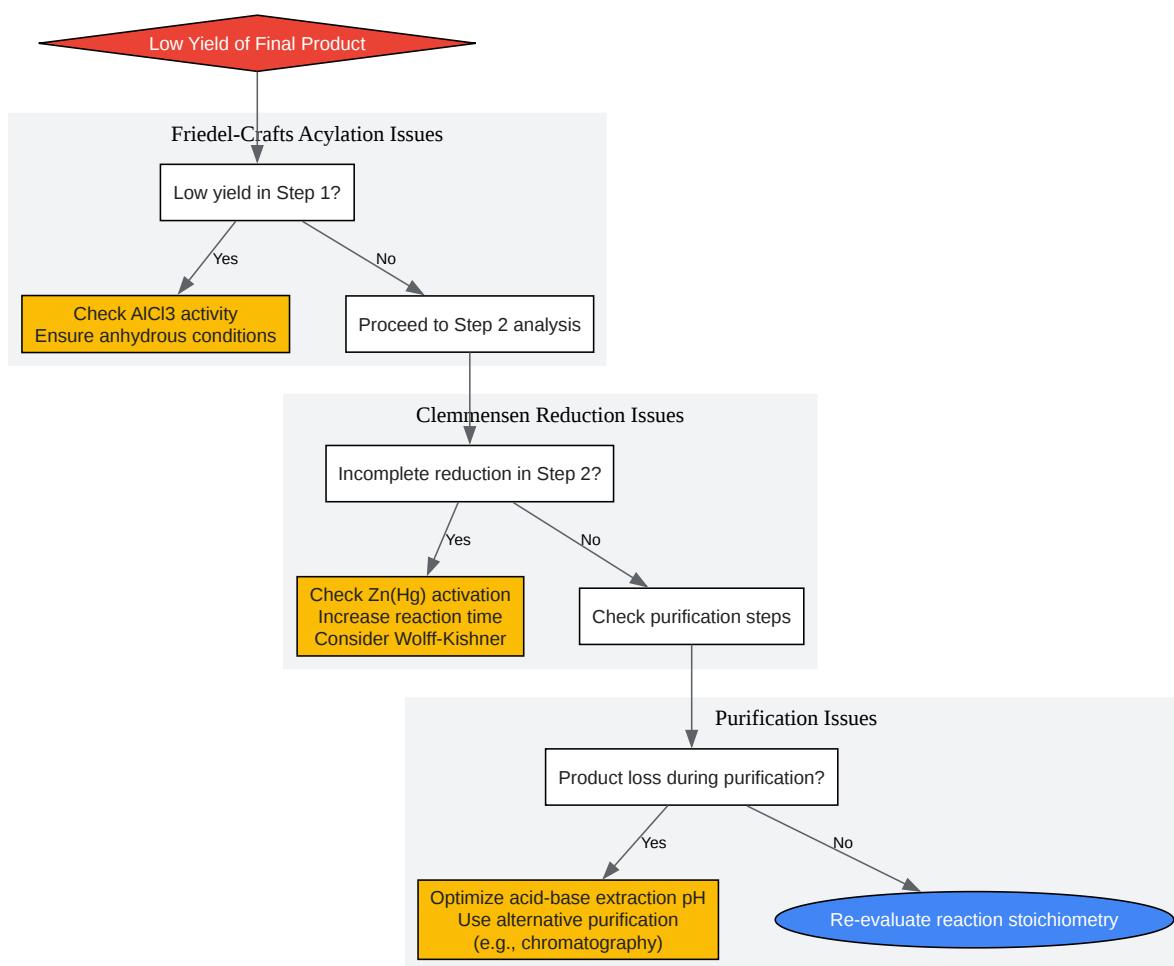 Low Yield of Final Product
Friedel-Crafts Acylation Issues
Low yield in Step 1?
Yes
No
Check AlCl3 activity
Ensure anhydrous conditions
Proceed to Step 2 analysis
Clemmensen Reduction Issues
Incomplete reduction in Step 2?
Yes
No
Check Zn(Hg) activation
Increase reaction time
Consider Wolff-Kishner
Check purification steps
Purification Issues
Product loss during purification?
Yes
No
Optimize acid-base extraction pH
Use alternative purification
(e.g., chromatography)
Re-evaluate reaction stoichiometry